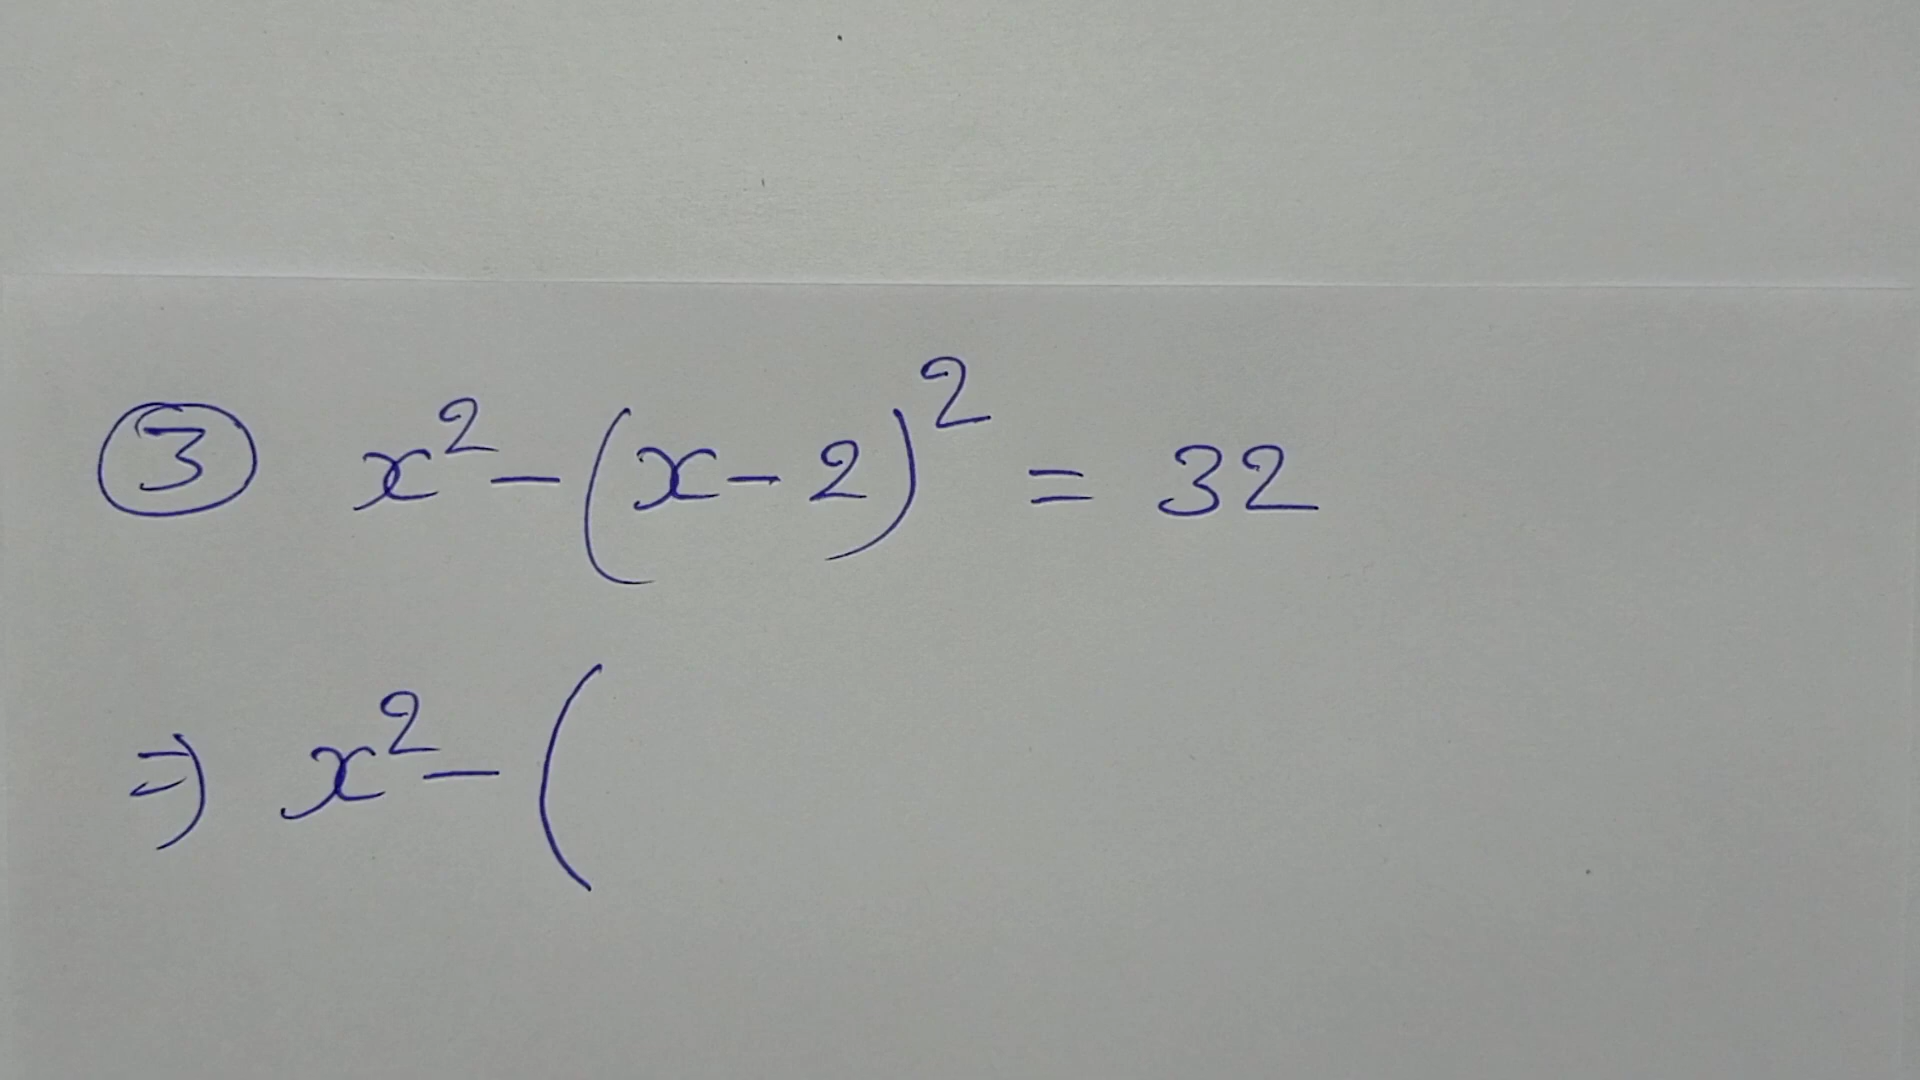 ③ x² - (x - 2)² = 32
⇒ x² - (